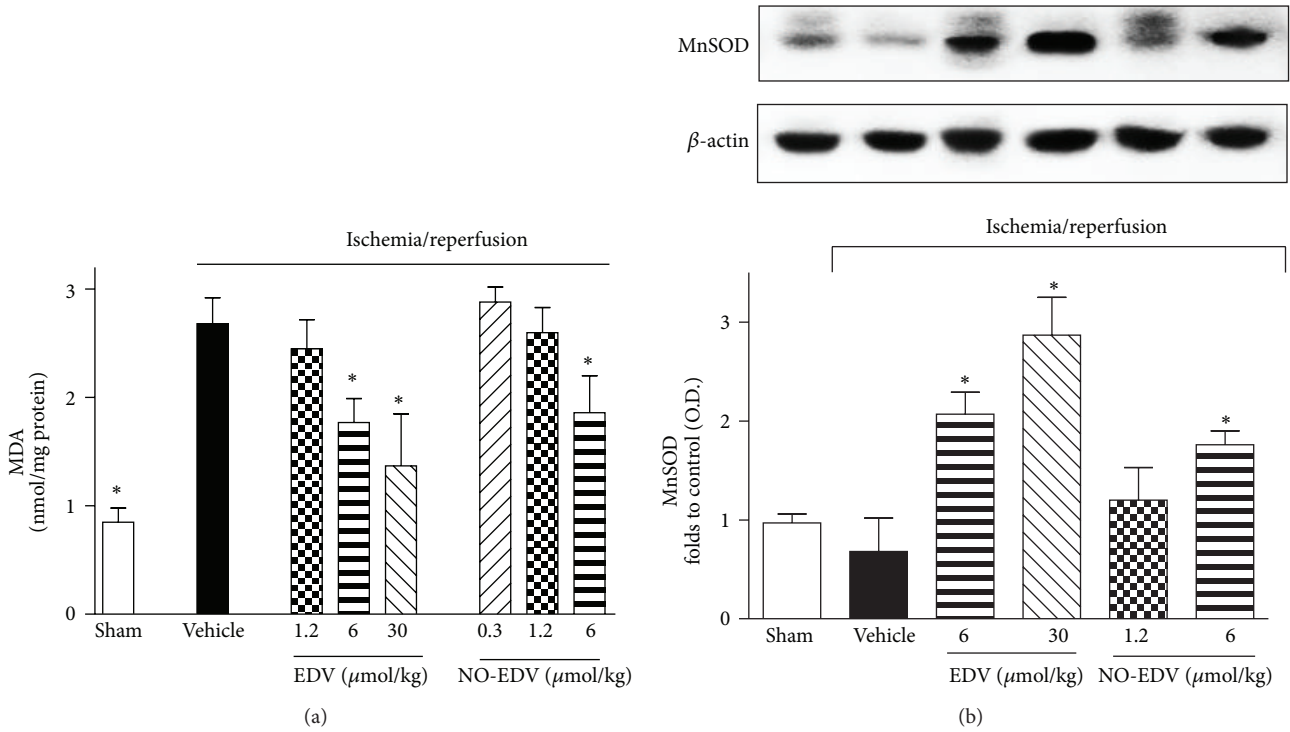 MnSOD
β-actin
Ischemia/reperfusion
MDA
(nmol/mg protein)
3
2
1
0
*
*
*
*
Sham
Vehicle
1.2
6
30
0.3
1.2
6
EDV (μmol/kg)
NO-EDV (μmol/kg)
(a)
Ischemia/reperfusion
MnSOD
folds to control (O.D.)
3
2
1
0
*
*
*
Sham
Vehicle
6
30
1.2
6
EDV (μmol/kg)
NO-EDV (μmol/kg)
(b)